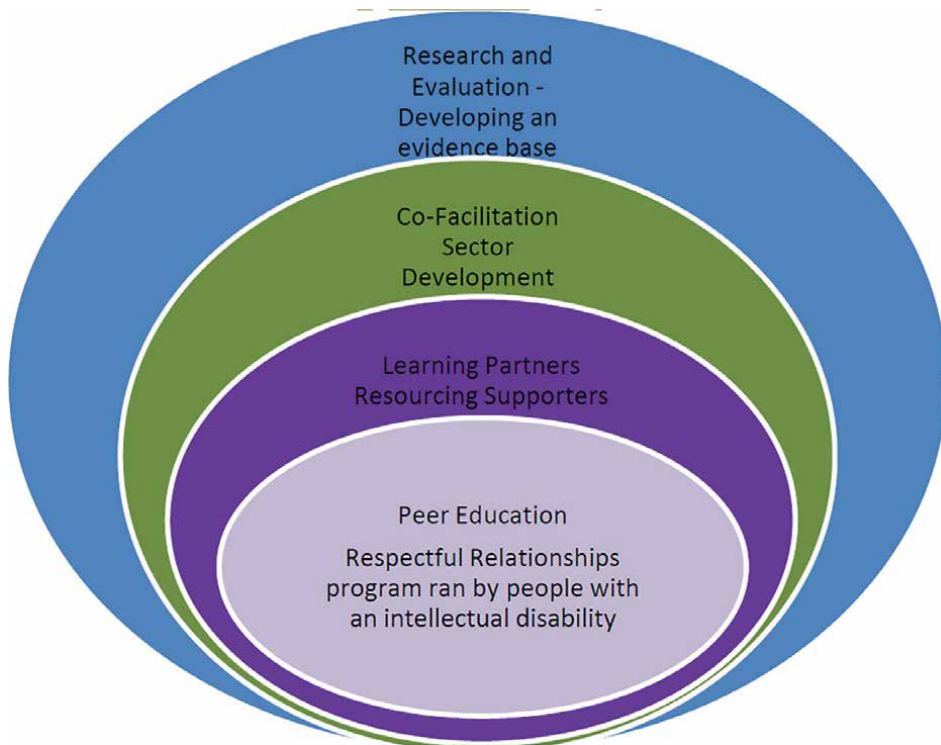 Research and
Evaluation -
Developing an
evidence base
Co-Facilitation
Sector
Development
Learning Partners
Resourcing Supporters
Peer Education
Respectful Relationships
program ran by people with
an intellectual disability